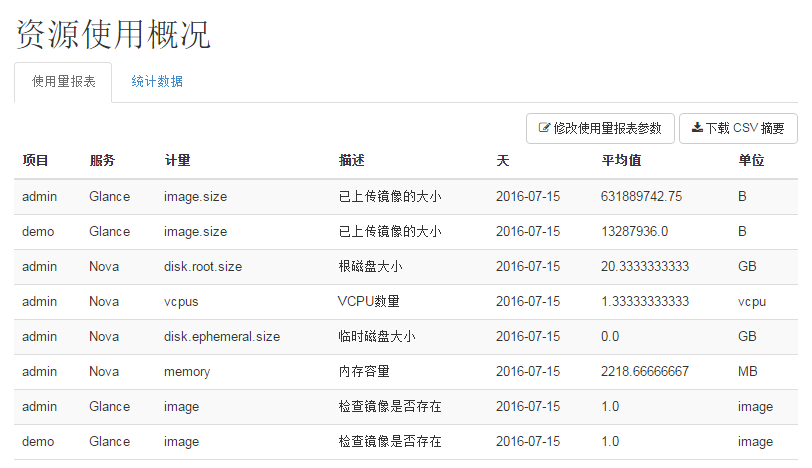 资源使用概况
使用量报表 统计数据
修改使用量报表参数 下载 CSV 摘要
项目 服务 计量 描述 天 平均值 单位
admin Glance image.size 已上传镜像的大小 2016-07-15 631889742.75 B
demo Glance image.size 已上传镜像的大小 2016-07-15 13287936.0 B
admin Nova disk.root.size 根磁盘大小 2016-07-15 20.3333333333 GB
admin Nova vcpus VCPU数量 2016-07-15 1.33333333333 vcpu
admin Nova disk.ephemeral.size 临时磁盘大小 2016-07-15 0.0 GB
admin Nova memory 内存容量 2016-07-15 2218.66666667 MB
admin Glance image 检查镜像是否存在 2016-07-15 1.0 image
demo Glance image 检查镜像是否存在 2016-07-15 1.0 image